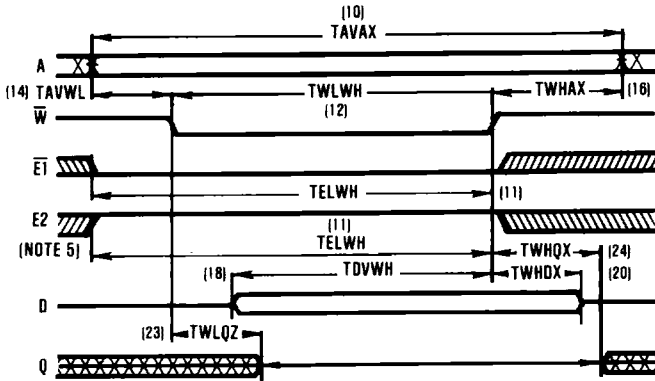 (10)
TAVAX
A
(14) TAVWL
TWLWH
TWHAX
(16)
W̅
(12)
E1̅
TELWH
(11)
E2
(11)
(NOTE 5)
TELWH
TWHQX
(24)
(18)
TDVWH
TWHDX
(20)
D
(23)
TWLQZ
Q